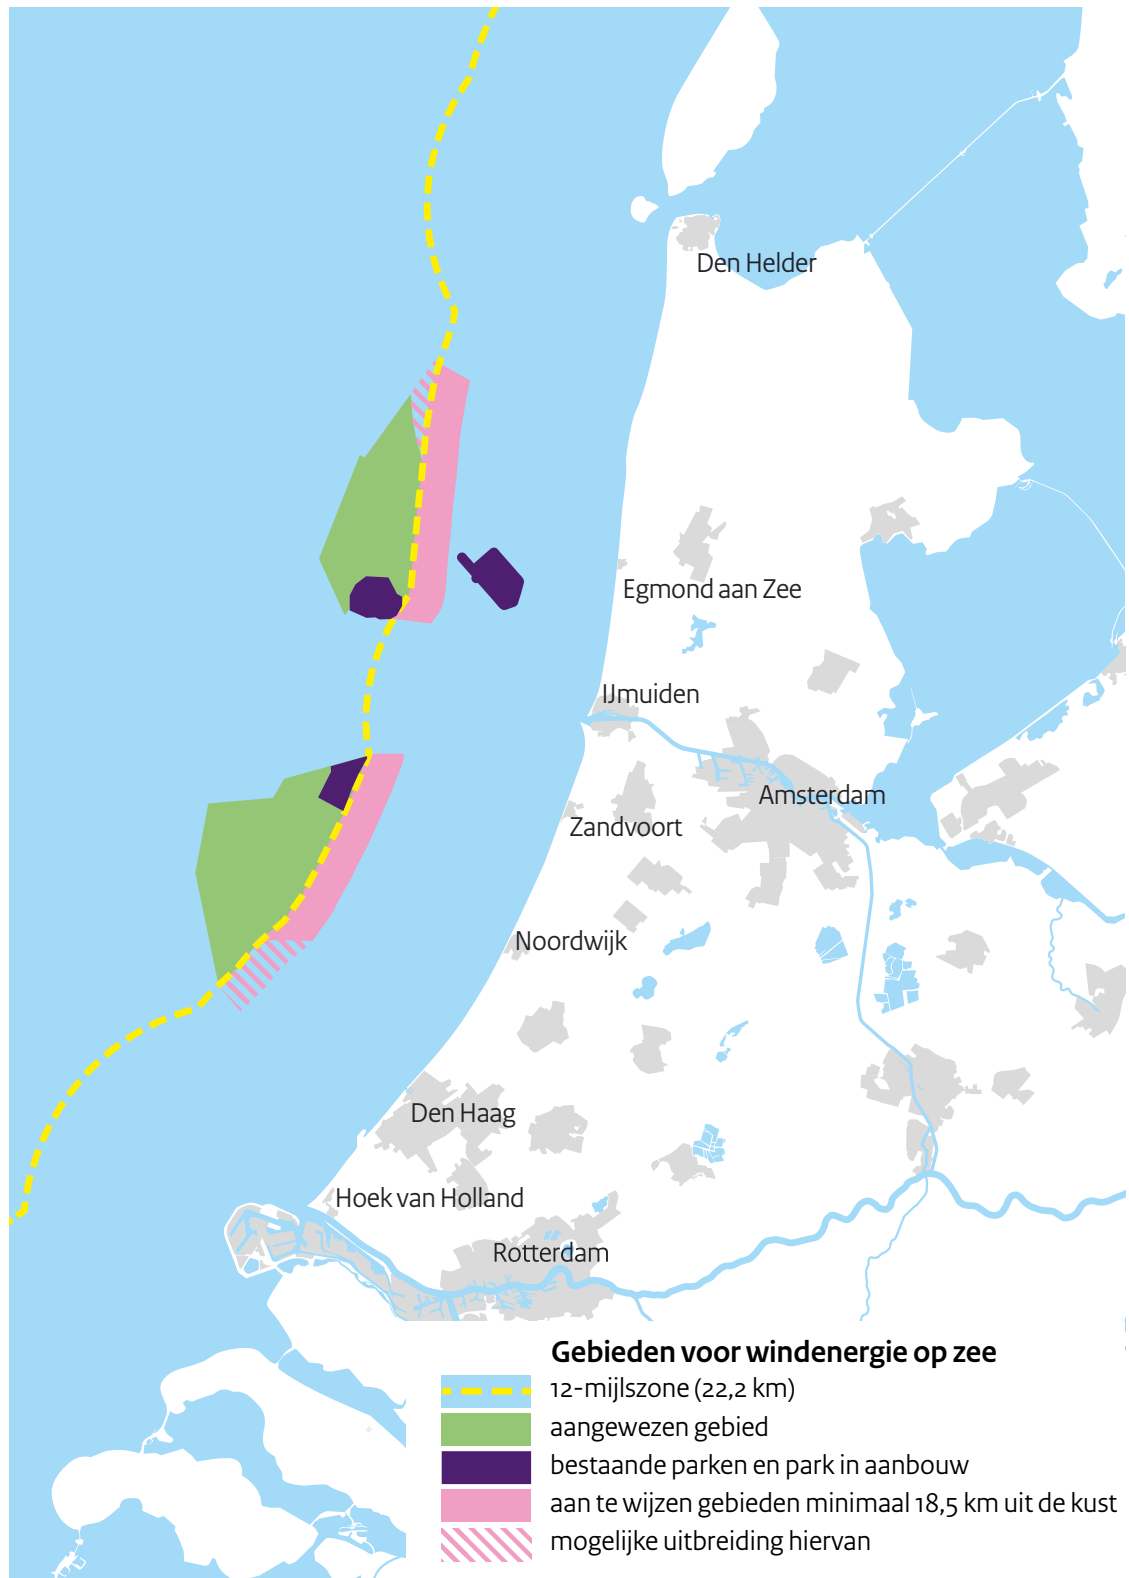 Den Helder
Egmond aan Zee
IJmuiden
Amsterdam
Zandvoort
Noordwijk
Den Haag
Hoek van Holland
Rotterdam
Gebieden voor windenergie op zee
12-mijlszone (22,2 km)
aangewezen gebied
bestaande parken en park in aanbouw
aan te wijzen gebieden minimaal 18,5 km uit de kust
mogelijke uitbreiding hiervan